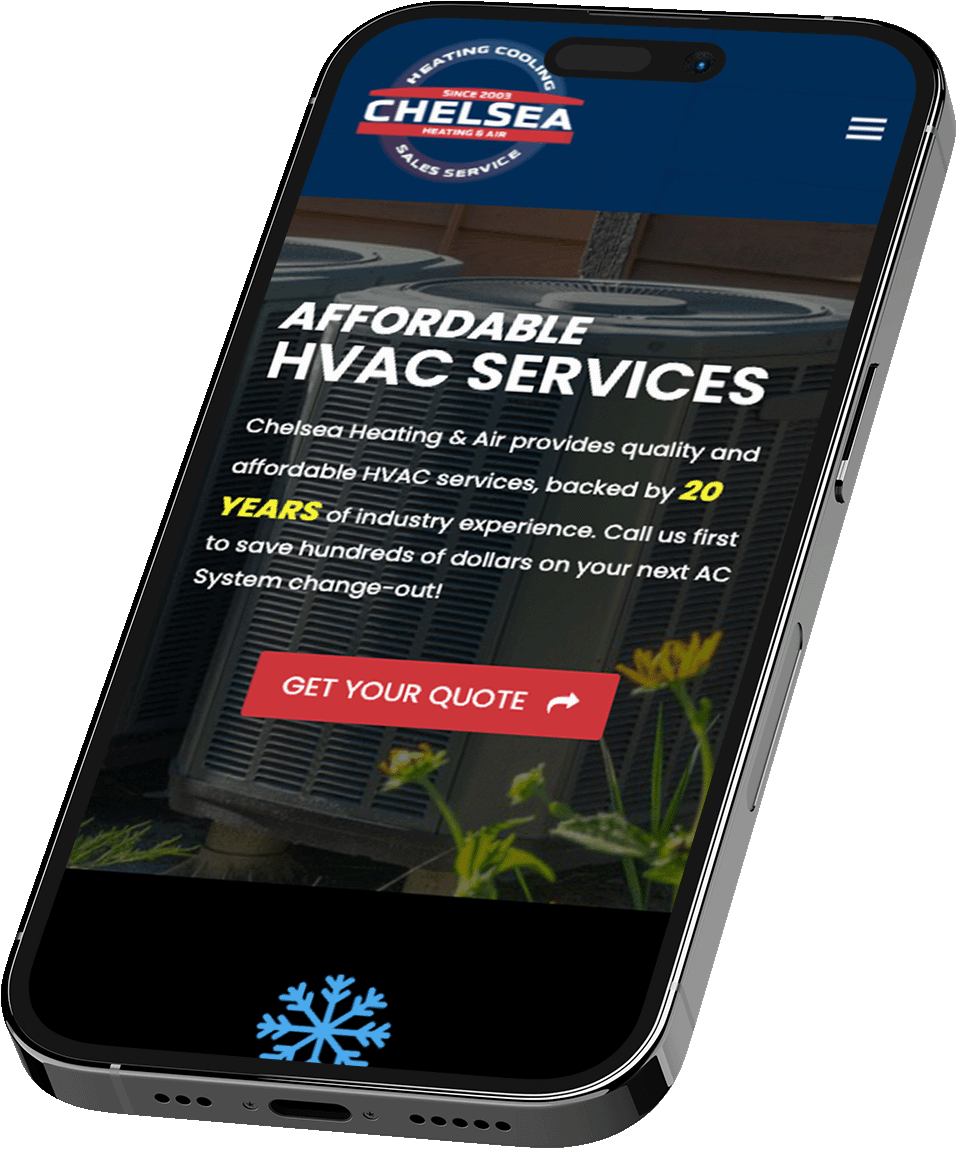 HEATING COOLING
SINCE 2003
CHELSEA
HEATING & AIR
SALES SERVICE
AFFORDABLE
HVAC SERVICES
Chelsea Heating & Air provides quality and
affordable HVAC services, backed by 20
YEARS of industry experience. Call us first
to save hundreds of dollars on your next AC
System change-out!
GET YOUR QUOTE